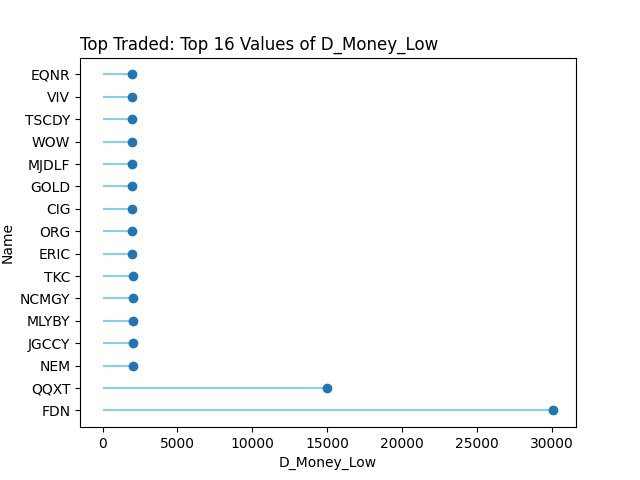 Top Traded: Top 16 Values of D_Money_Low
EQNR
VIV
TSCDY
WOW
MJDLF
GOLD
CIG
ORG
ERIC
TKC
NCMGY
MLYBY
JGCCY
NEM
QQXT
FDN
Name
0 5000 10000 15000 20000 25000 30000
D_Money_Low